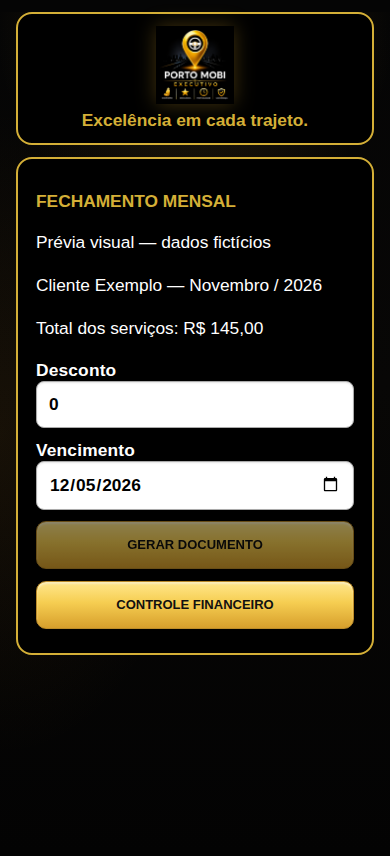 PORTO MOBI
EXECUTIVO
Excelência em cada trajeto.
FECHAMENTO MENSAL
Prévia visual — dados fictícios
Cliente Exemplo — Novembro / 2026
Total dos serviços: R$ 145,00
Desconto
0
Vencimento
12/05/2026
GERAR DOCUMENTO
CONTROLE FINANCEIRO